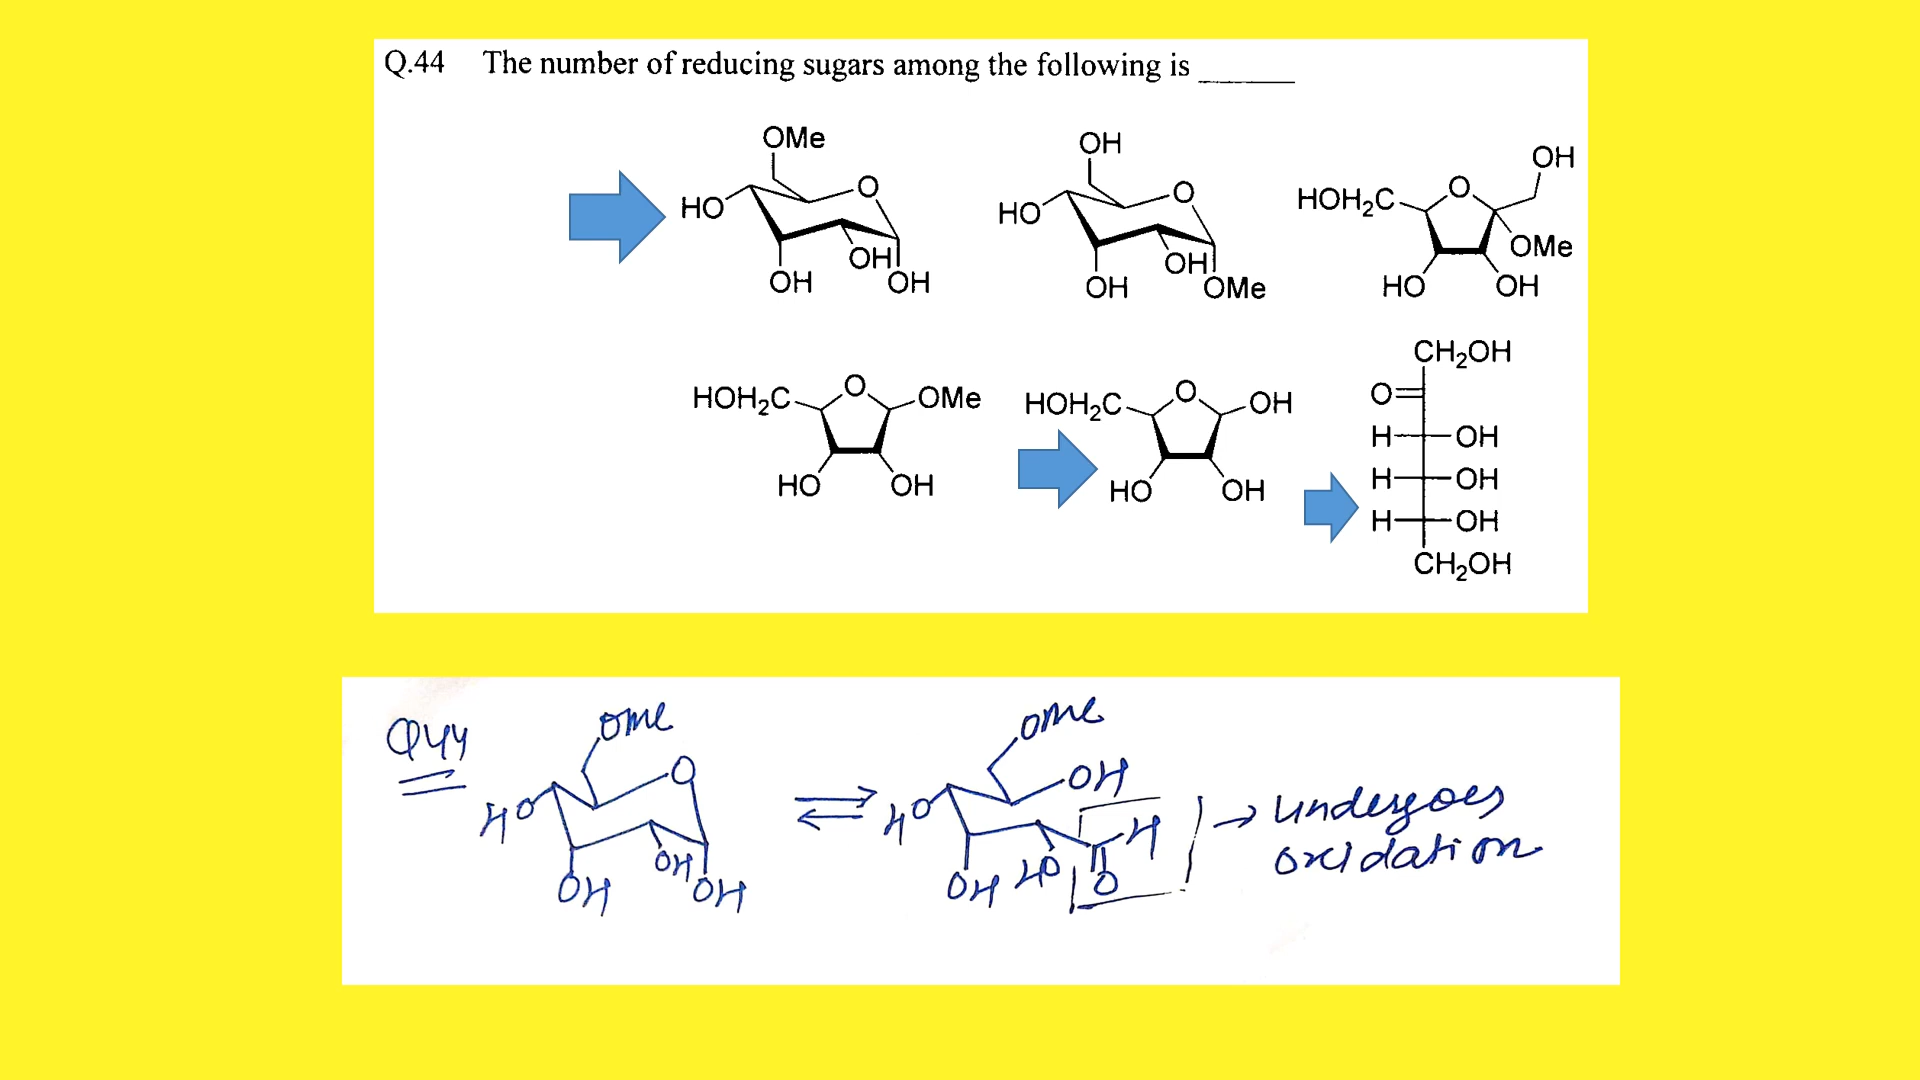 Q.44 The number of reducing sugars among the following is ______
OMe
HO
O
OH
OH
OH
OH
HO
O
OH
OH
OMe
OH
HOH₂C
O
OMe
HO
OH
HOH₂C
O
OMe
HO
OH
HOH₂C
O
OH
HO
OH
CH₂OH
O
H OH
H OH
H OH
CH₂OH
Q44
OMe
HO
O
OH
OH
OH
OMe
HO
OH
H
OH
HO
O
→ undergoes
oxidation